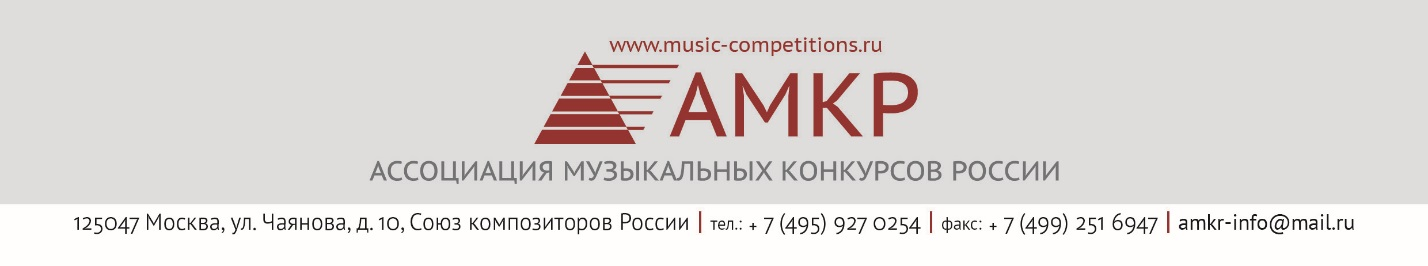 www.music-competitions.ru
АМКР
АССОЦИАЦИЯ МУЗЫКАЛЬНЫХ КОНКУРСОВ РОССИИ
125047 Москва, ул. Чаянова, д. 10, Союз композиторов России | тел.: + 7 (495) 927 0254 | факс: + 7 (499) 251 6947 | amkr-info@mail.ru